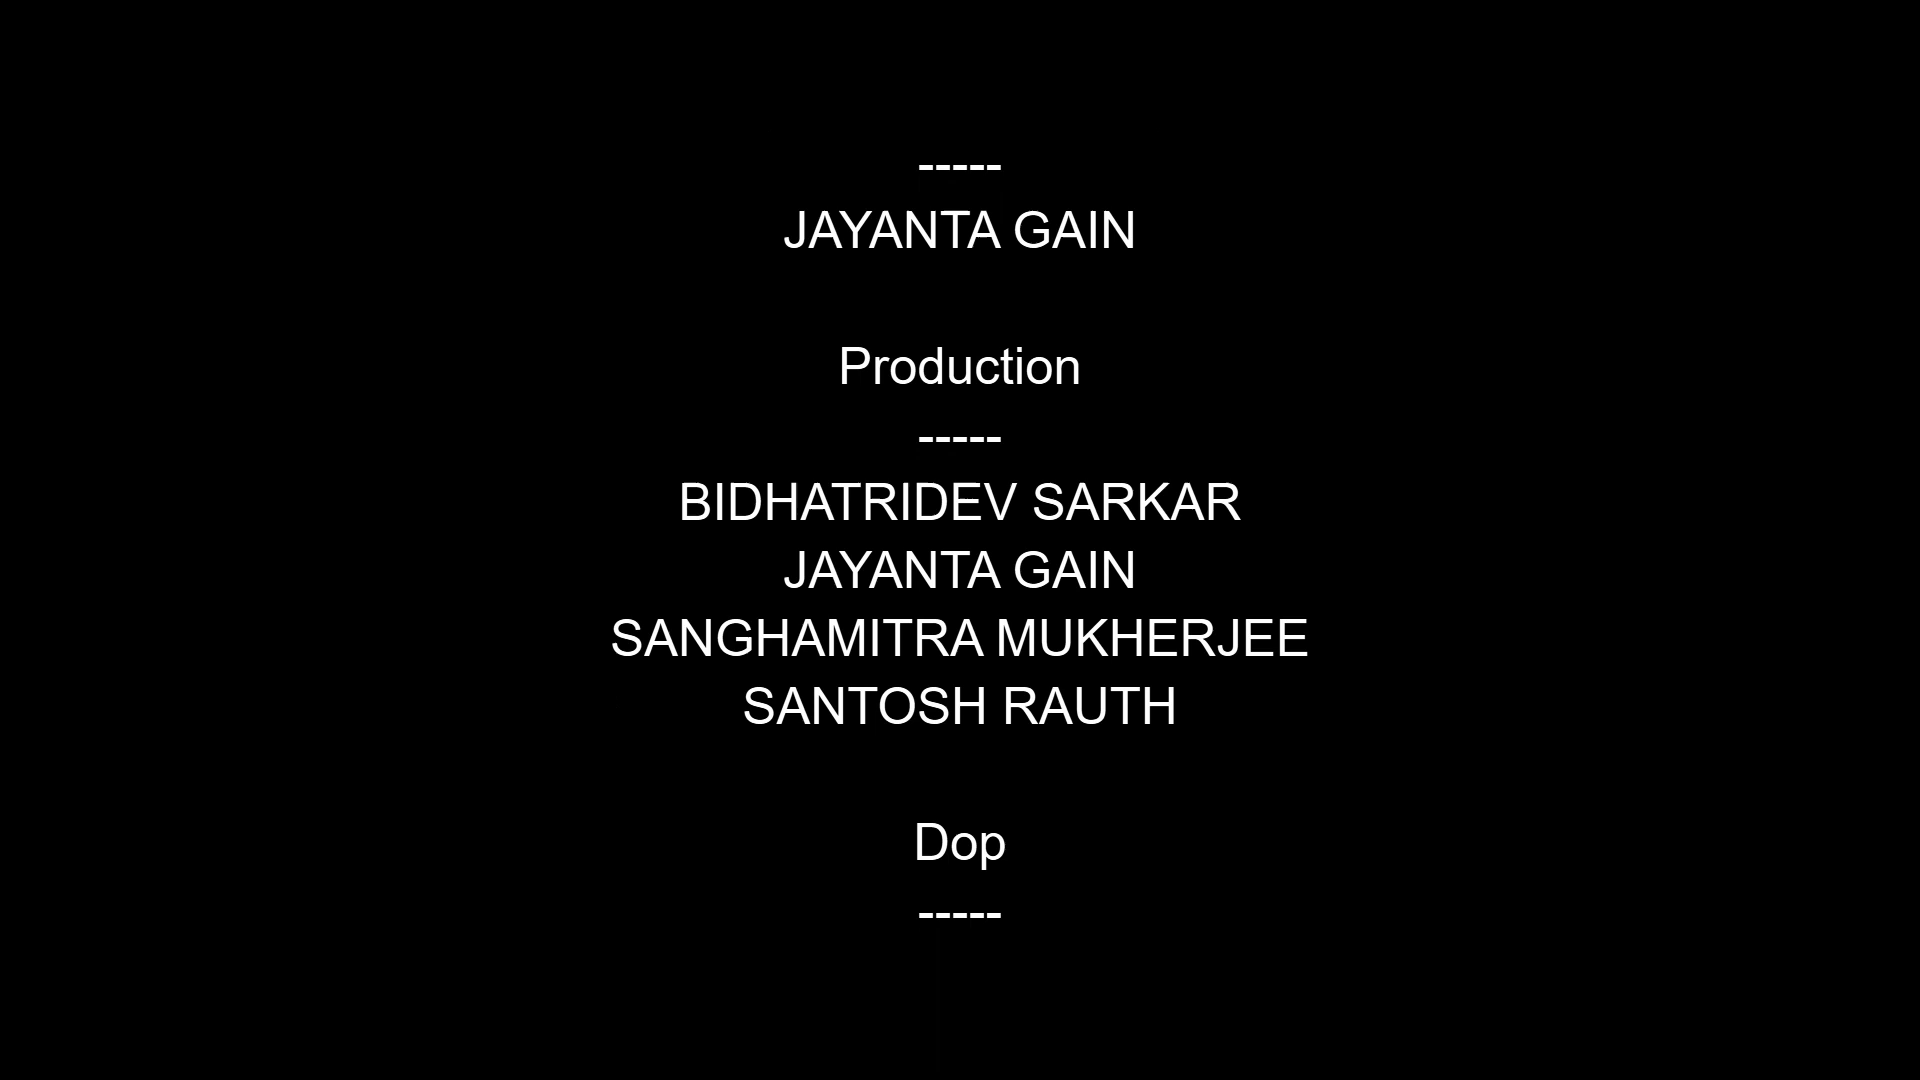 -----
JAYANTA GAIN
Production
-----
BIDHATRIDEV SARKAR
JAYANTA GAIN
SANGHAMITRA MUKHERJEE
SANTOSH RAUTH
Dop
-----